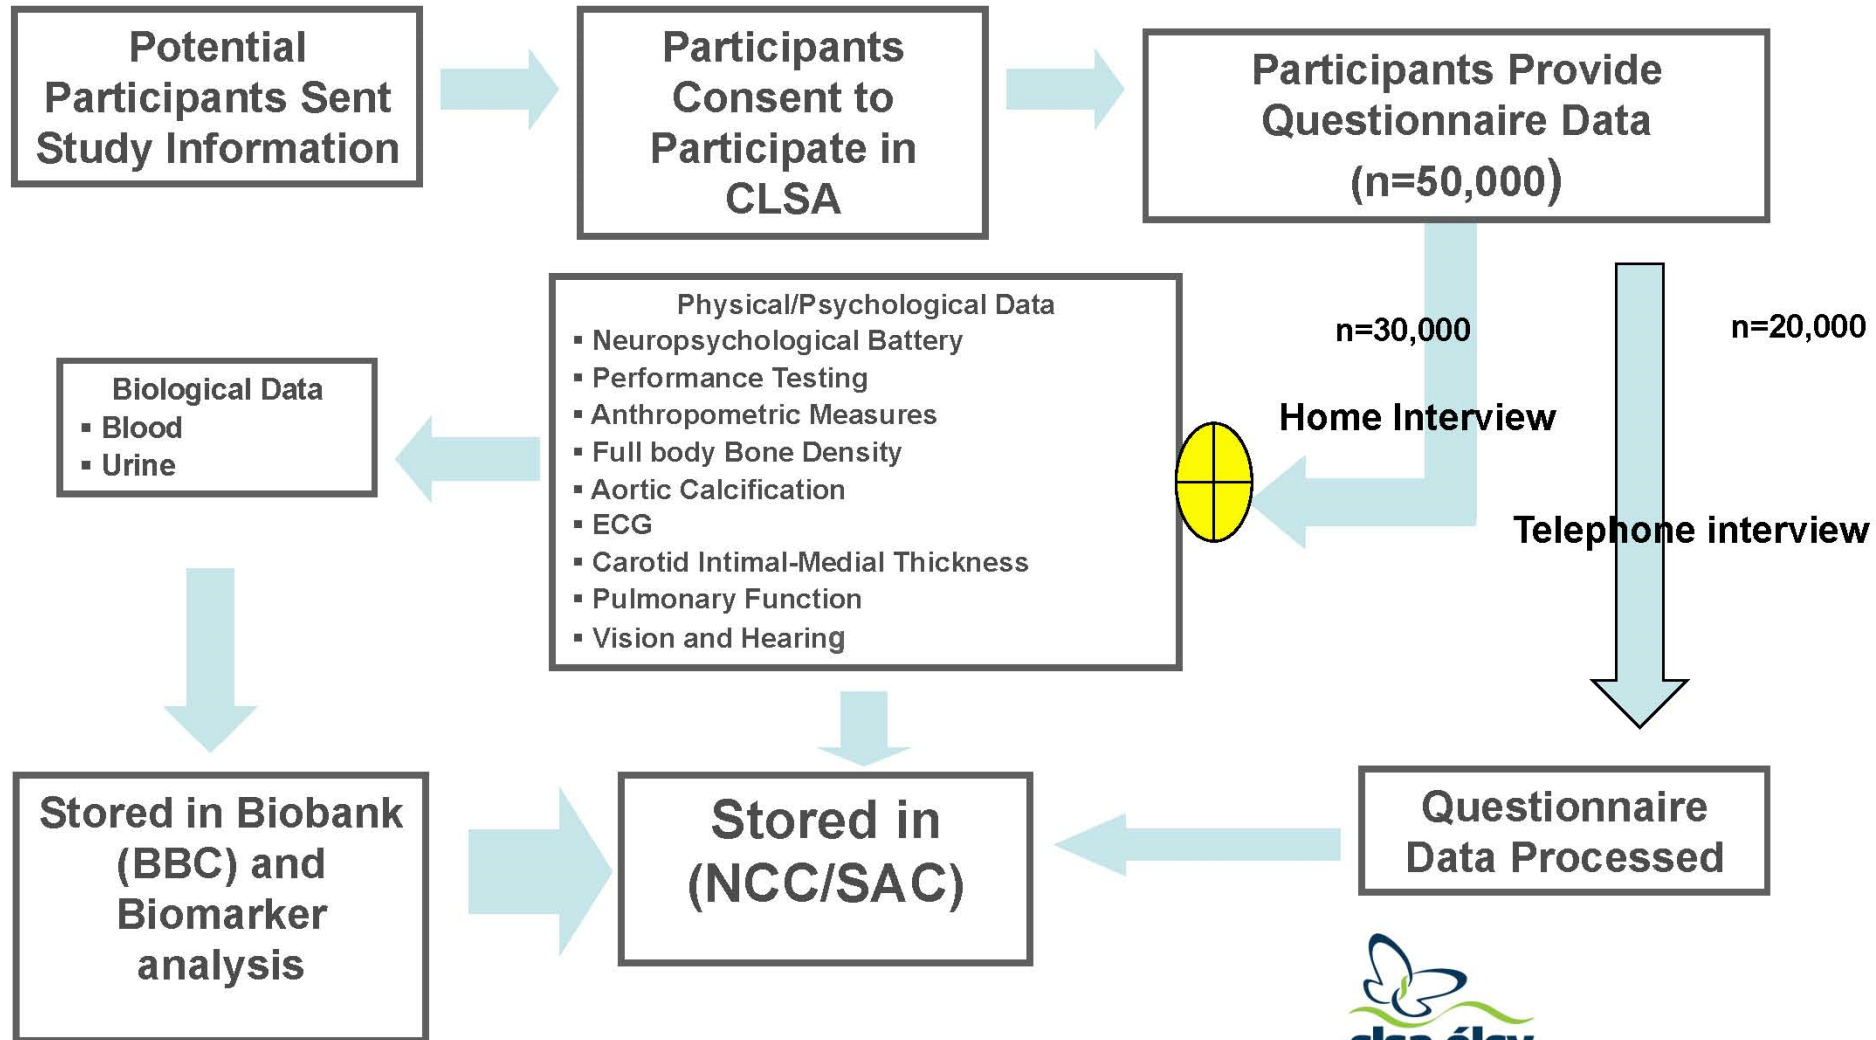 Potential
Participants Sent
Study Information
Participants
Consent to
Participate in
CLSA
Participants Provide
Questionnaire Data
(n=50,000)
Physical/Psychological Data
▪ Neuropsychological Battery
▪ Performance Testing
▪ Anthropometric Measures
▪ Full body Bone Density
▪ Aortic Calcification
▪ ECG
▪ Carotid Intimal-Medial Thickness
▪ Pulmonary Function
▪ Vision and Hearing
n=30,000
n=20,000
Home Interview
Telephone interview
Biological Data
▪ Blood
▪ Urine
Stored in Biobank
(BBC) and
Biomarker
analysis
Stored in
(NCC/SAC)
Questionnaire
Data Processed
clsa élcv